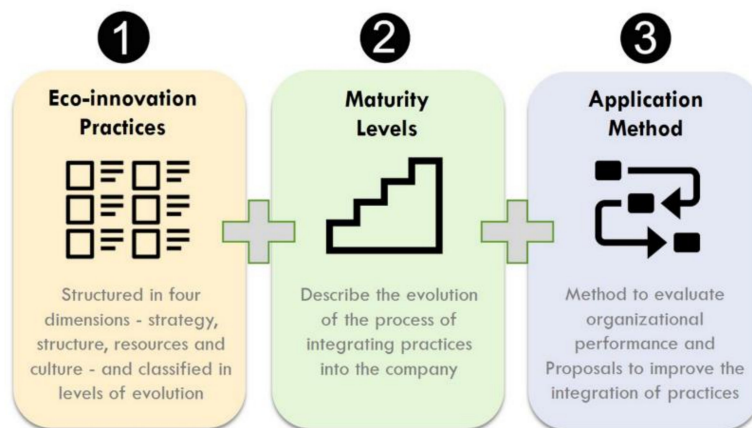 1
Eco-innovation
Practices
Structured in four
dimensions - strategy,
structure, resources and
culture - and classified in
levels of evolution
2
Maturity
Levels
Describe the evolution
of the process of
integrating practices
into the company
3
Application
Method
Method to evaluate
organizational
performance and
Proposals to improve the
integration of practices